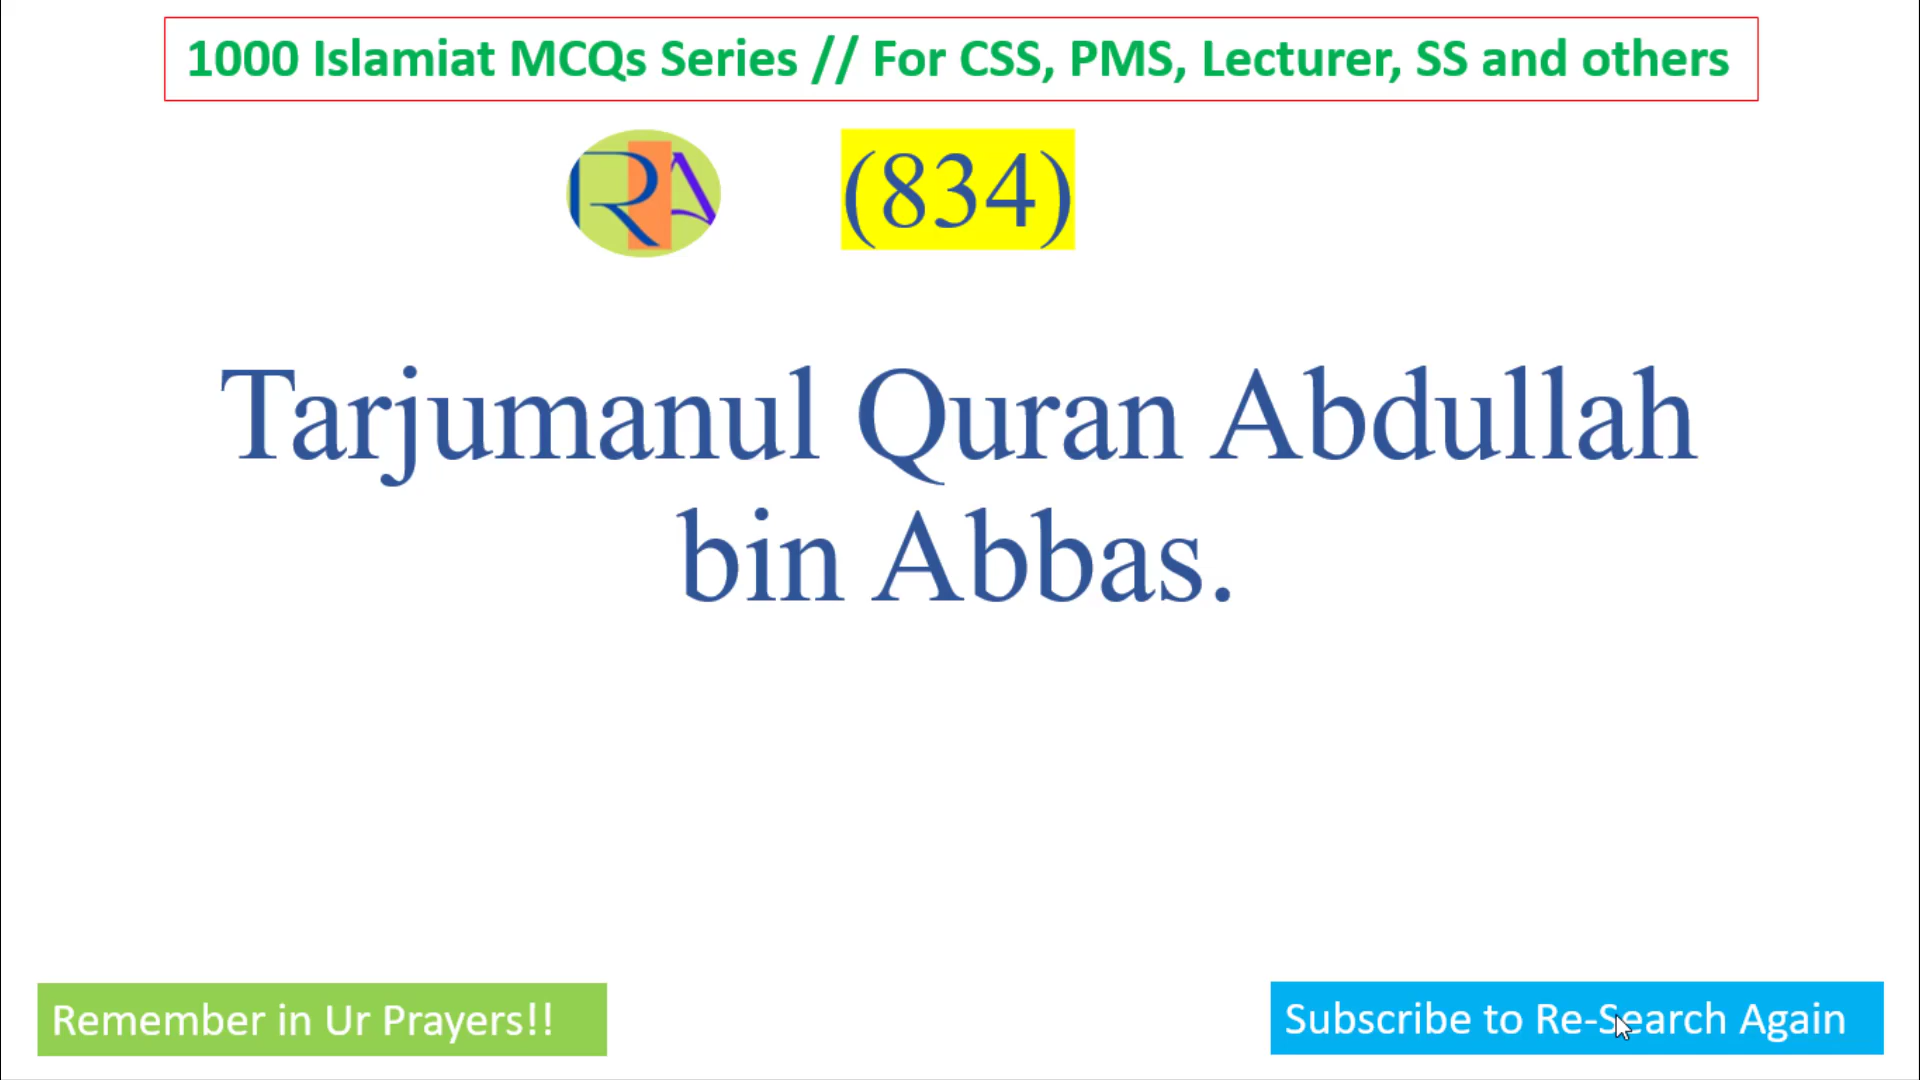 1000 Islamiat MCQs Series // For CSS, PMS, Lecturer, SS and others
RA
(834)
Tarjumanul Quran Abdullah
bin Abbas.
Remember in Ur Prayers!!
Subscribe to Re-Search Again